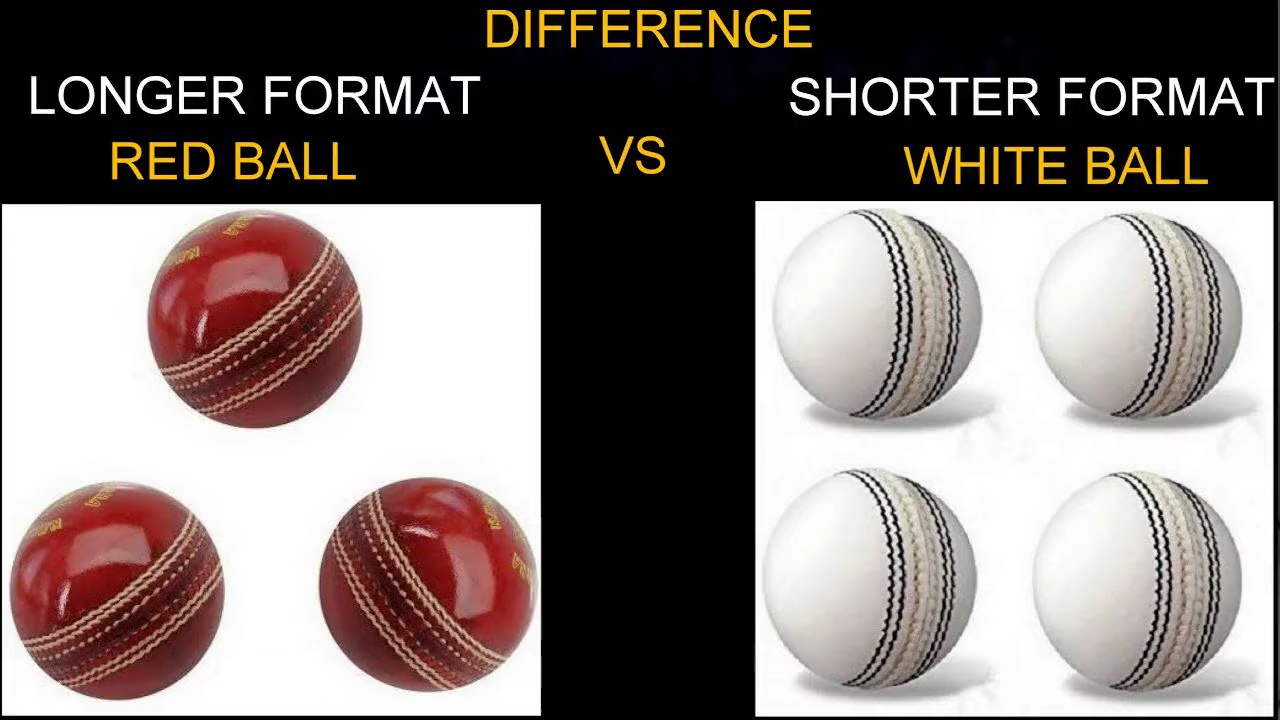 DIFFERENCE
LONGER FORMAT
RED BALL
VS
SHORTER FORMAT
WHITE BALL